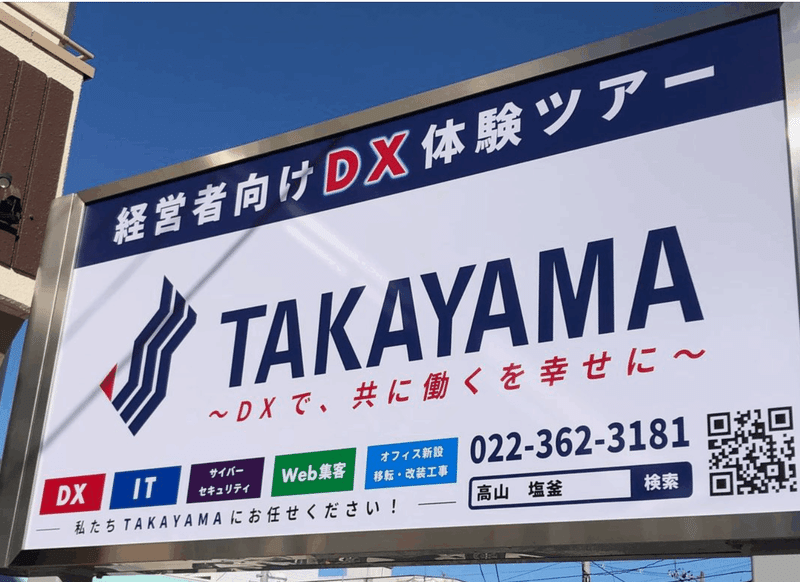 経営者向けDX体験ツアー
TAKAYAMA
～DXで、共に働くを幸せに～
DX
IT
サイバー
セキュリティ
Web集客
オフィス新設
移転・改装工事
私たちTAKAYAMAにお任せください！
022-362-3181
高山　塩釜
検索